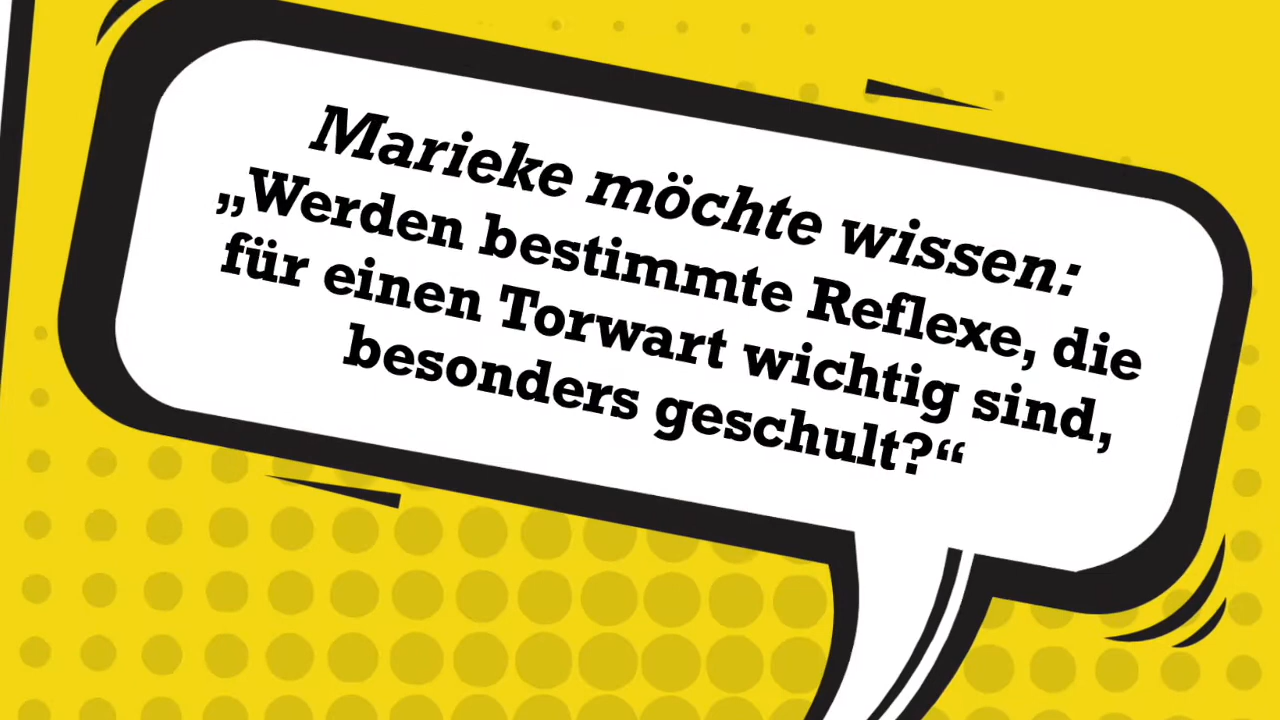 Marieke möchte wissen:
„Werden bestimmte Reflexe, die
für einen Torwart wichtig sind,
besonders geschult?“